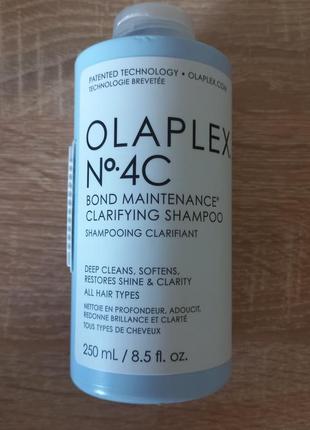 PATENTED TECHNOLOGY • OLAPLEX.COM
TECHNOLOGIE BREVETÉE
OLAPLEX
Nº.4C
BOND MAINTENANCE®
CLARIFYING SHAMPOO
SHAMPOOING CLARIFIANT
DEEP CLEANS, SOFTENS,
RESTORES SHINE & CLARITY
ALL HAIR TYPES
NETTOIE EN PROFONDEUR, ADOUCIT,
REDONNE BRILLANCE ET CLARTÉ
TOUS TYPES DE CHEVEUX
250 mL / 8.5 fl. oz.